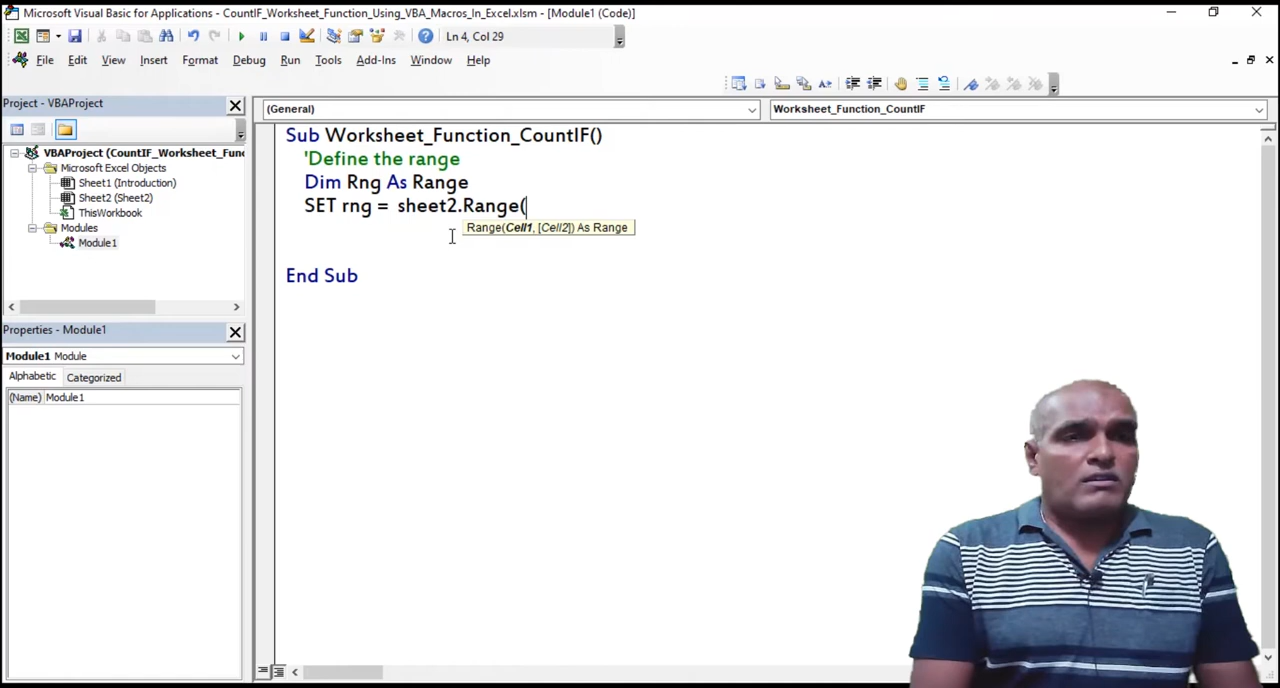 Microsoft Visual Basic for Applications - CountIF_Worksheet_Function_Using_VBA_Macros_In_Excel.xlsm - [Module1 (Code)]
Ln 4, Col 29
File Edit View Insert Format Debug Run Tools Add-Ins Window Help
Project - VBAProject
(General)
Worksheet_Function_CountIF
VBAProject (CountIF_Worksheet_Func
Microsoft Excel Objects
Sheet1 (Introduction)
Sheet2 (Sheet2)
ThisWorkbook
Modules
Module1
Sub Worksheet_Function_CountIF()
'Define the range
Dim Rng As Range
SET rng = sheet2.Range(
Range(Cell1, [Cell2]) As Range
End Sub
Properties - Module1
Module1 Module
Alphabetic Categorized
(Name) Module1